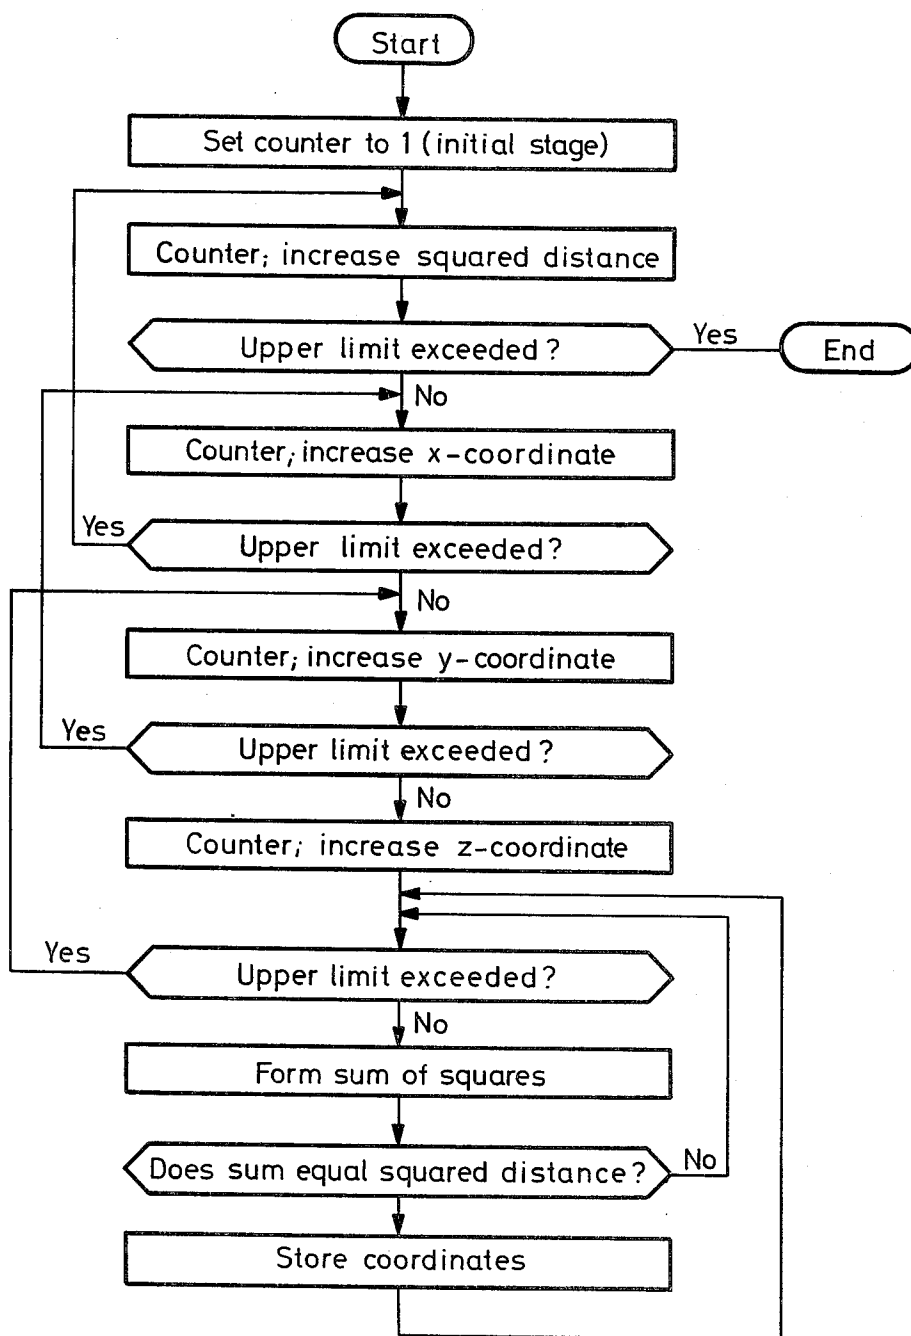 Start
Set counter to 1 (initial stage)
Counter; increase squared distance
Upper limit exceeded?
Yes
End
No
Counter; increase x-coordinate
Yes
Upper limit exceeded?
No
Counter; increase y-coordinate
Yes
Upper limit exceeded?
No
Counter; increase z-coordinate
Yes
Upper limit exceeded?
No
Form sum of squares
Does sum equal squared distance?
No
Store coordinates